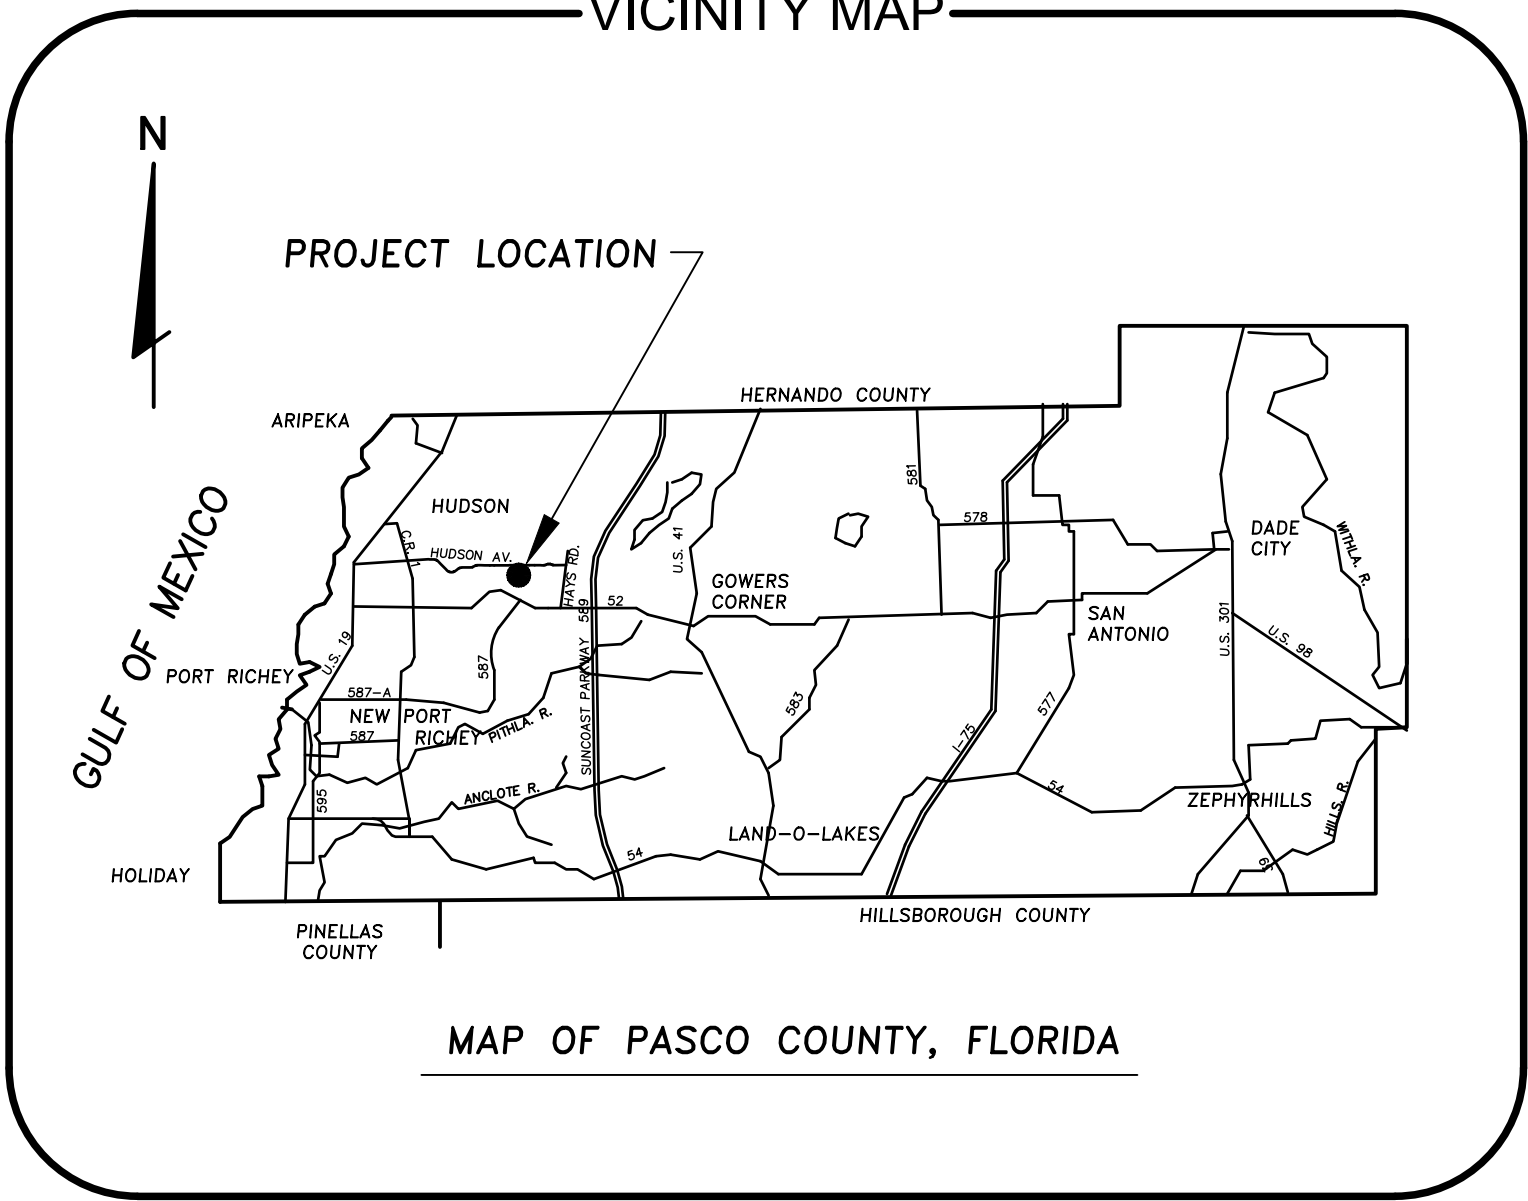 VICINITY MAP
N
PROJECT LOCATION
HERNANDO COUNTY
ARIPEKA
HUDSON
581
578
DADE
CITY
WITHLA. R.
C.R. 1
HUDSON AV.
HAYS RD.
U.S. 41
GOWERS
CORNER
589
52
SAN
ANTONIO
U.S. 301
U.S. 98
GULF OF MEXICO
U.S. 19
PORT RICHEY
587
587-A
NEW PORT
RICHEY
587
PITHLA. R.
SUNCOAST PARKWAY
583
577
I-75
595
ANCLOTE R.
54
ZEPHYRHILLS
HILLS. R.
LAND-O-LAKES
54
39
HOLIDAY
PINELLAS
COUNTY
HILLSBOROUGH COUNTY
MAP OF PASCO COUNTY, FLORIDA